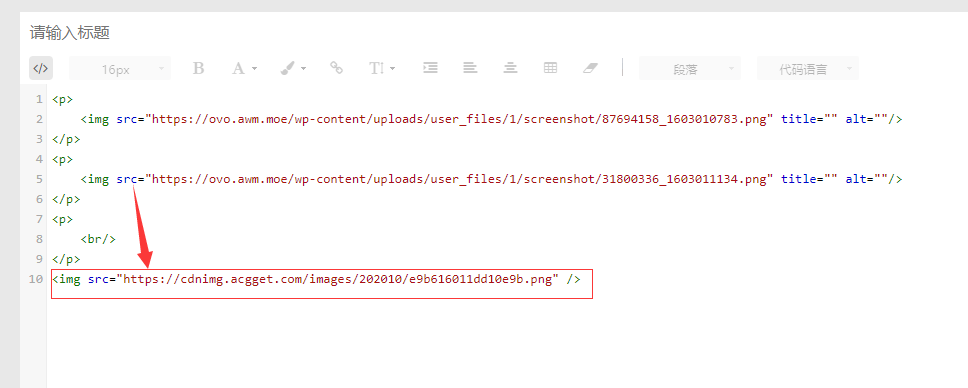 请输入标题
</> 16px B A T 段落 代码语言
1 <p>
2 <img src="https://ovo.awm.moe/wp-content/uploads/user_files/1/screenshot/87694158_1603010783.png" title="" alt=""/>
3 </p>
4 <p>
5 <img src="https://ovo.awm.moe/wp-content/uploads/user_files/1/screenshot/31800336_1603011134.png" title="" alt=""/>
6 </p>
7 <p>
8 <br/>
9 </p>
10 <img src="https://cdnimg.acgget.com/images/202010/e9b616011dd10e9b.png" />